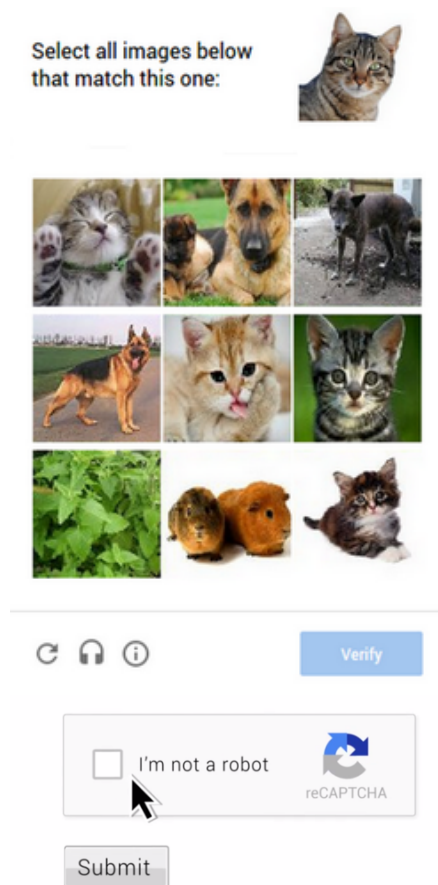 Select all images below
that match this one:
Verify
I'm not a robot
reCAPTCHA
Submit